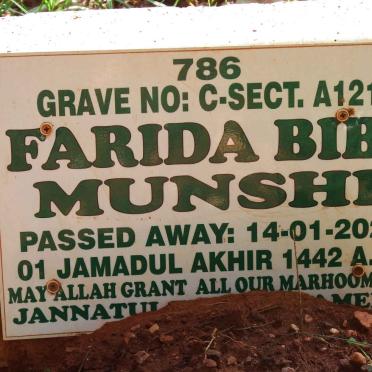 786
GRAVE NO: C-SECT. A121
FARIDA BIB
MUNSHI
PASSED AWAY: 14-01-202
01 JAMADUL AKHIR 1442 A.
MAY ALLAH GRANT ALL OUR MARHOOM
JANNATUL AME